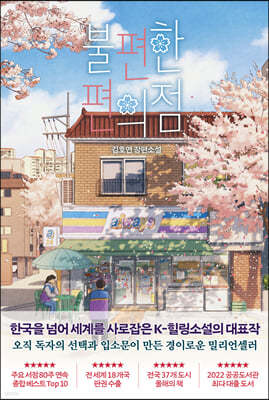 불편한
편의점
김호연 장편소설
한국을 넘어 세계를 사로잡은 K-힐링소설의 대표작
오직 독자의 선택과 입소문이 만든 경이로운 밀리언셀러
★★★★★ ★★★★★ ★★★★★ ★★★★★
주요 서점 80주 연속 전 세계 18개국 전국 37개 도시 2022 공공도서관
종합 베스트 Top 10 판권 수출 올해의 책 최다 대출 도서